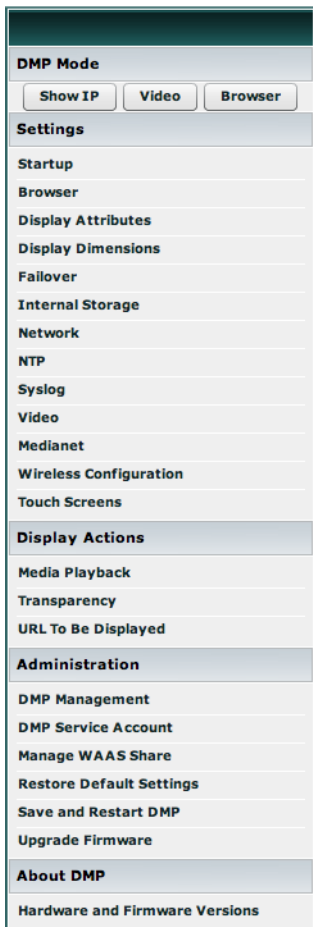 DMP Mode
Show IP Video Browser
Settings
Startup
Browser
Display Attributes
Display Dimensions
Failover
Internal Storage
Network
NTP
Syslog
Video
Medianet
Wireless Configuration
Touch Screens
Display Actions
Media Playback
Transparency
URL To Be Displayed
Administration
DMP Management
DMP Service Account
Manage WAAS Share
Restore Default Settings
Save and Restart DMP
Upgrade Firmware
About DMP
Hardware and Firmware Versions